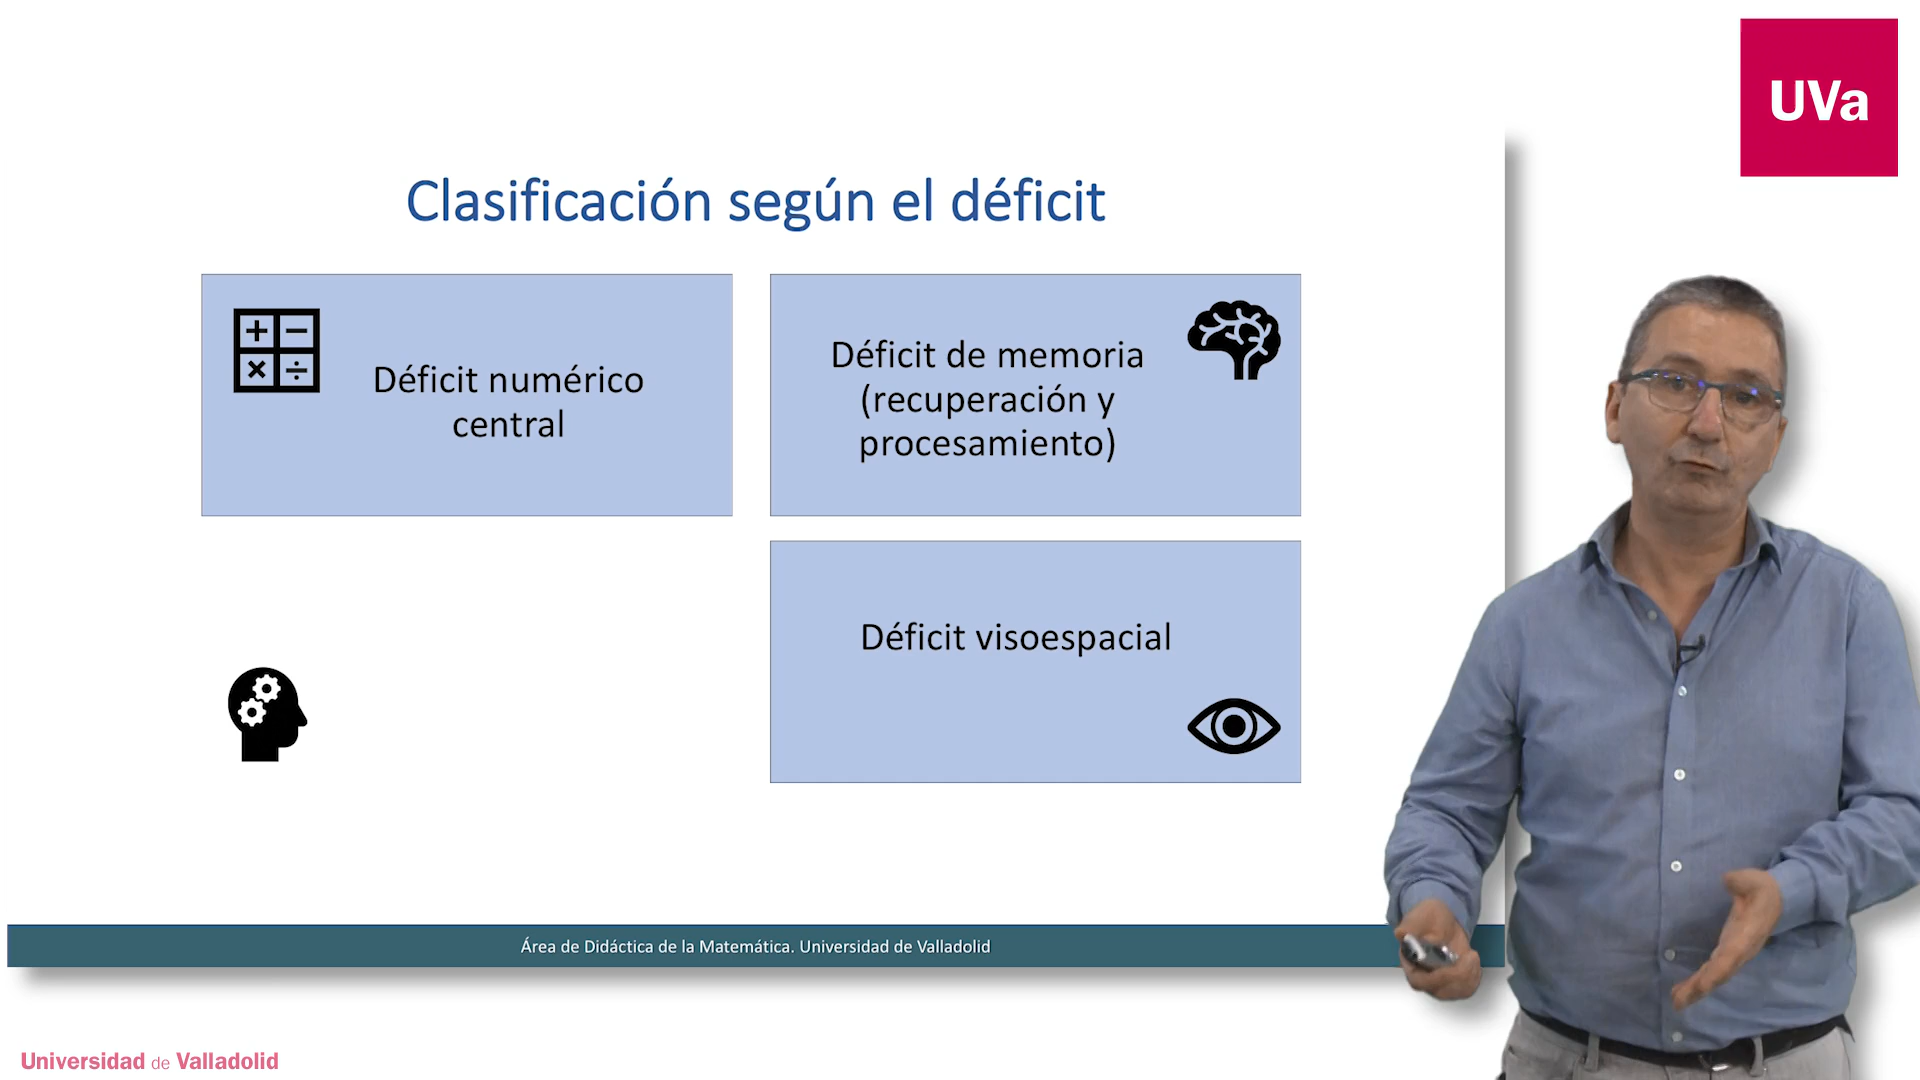 UVa
Clasificación según el déficit
Déficit numérico
central
Déficit de memoria
(recuperación y
procesamiento)
Déficit visoespacial
Área de Didáctica de la Matemática. Universidad de Valladolid
Universidad de Valladolid